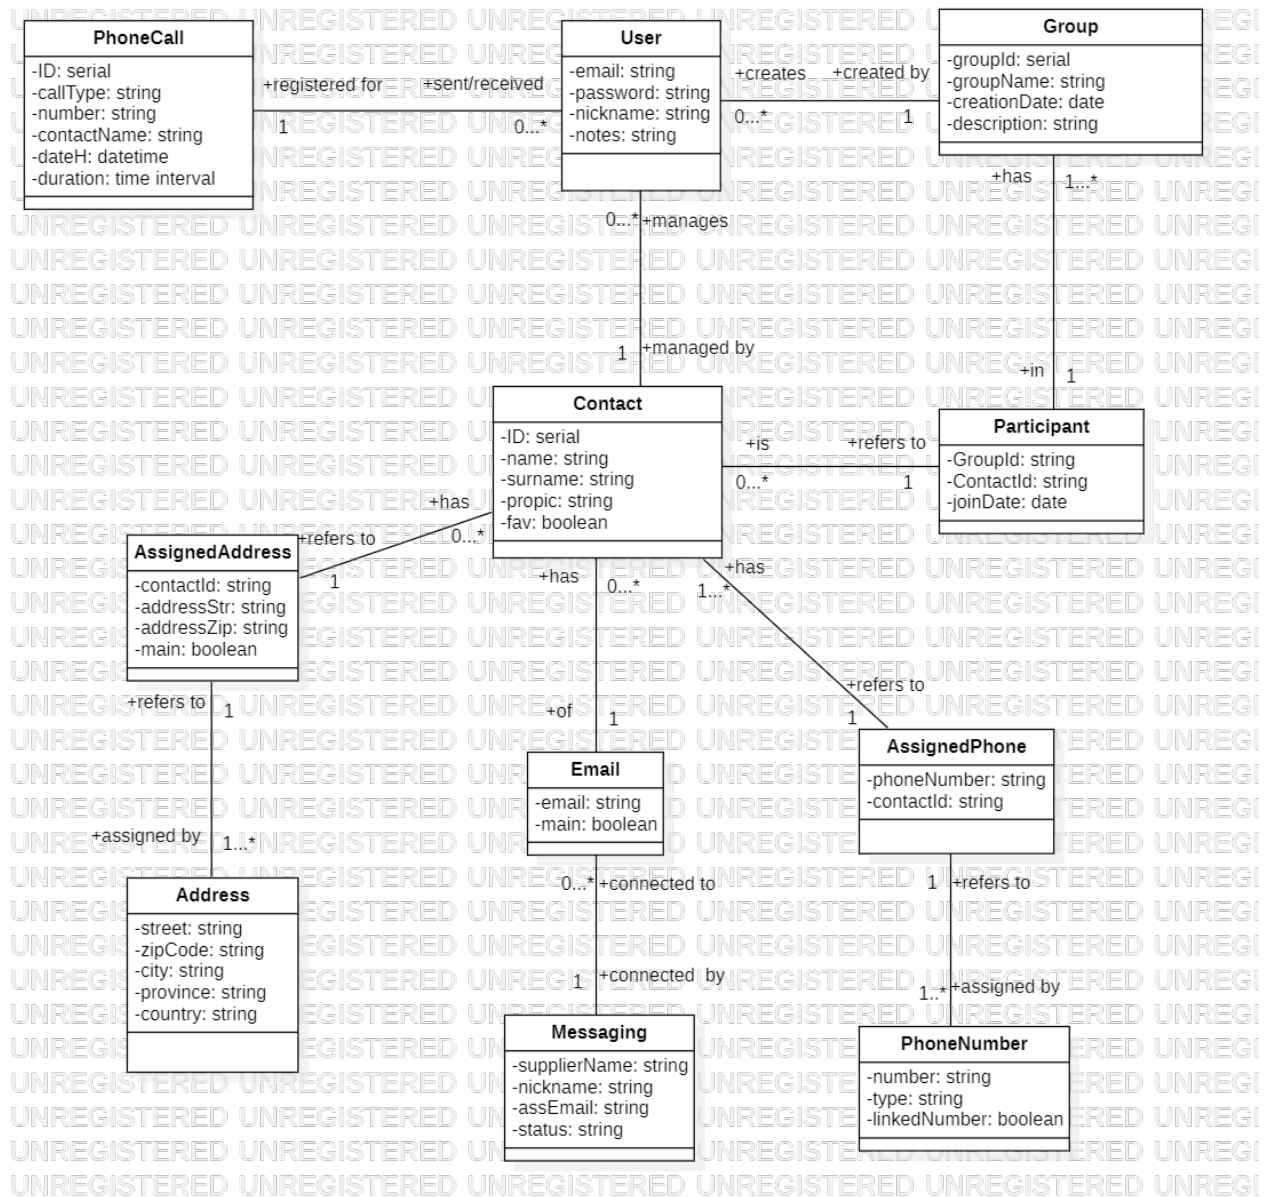 PhoneCall
-ID: serial
-callType: string
-number: string
-contactName: string
-dateH: datetime
-duration: time interval
+registered for
+sent/received
1
0...*
User
-email: string
-password: string
-nickname: string
-notes: string
+creates
+created by
0...*
1
Group
-groupId: serial
-groupName: string
-creationDate: date
-description: string
+has
1...*
0...*
+manages
1
+managed by
+in
1
Contact
-ID: serial
-name: string
-surname: string
-propic: string
-fav: boolean
+is
+refers to
0...*
1
Participant
-GroupId: string
-ContactId: string
-joinDate: date
+has
+refers to
0...*
1
AssignedAddress
-contactId: string
-addressStr: string
-addressZip: string
-main: boolean
+has
0...*
+has
1...*
+refers to
1
+of
1
+refers to
1
+assigned by
1...*
Email
-email: string
-main: boolean
AssignedPhone
-phoneNumber: string
-contactId: string
Address
-street: string
-zipCode: string
-city: string
-province: string
-country: string
0...*
+connected to
1
+connected by
1
+refers to
1..*
+assigned by
Messaging
-supplierName: string
-nickname: string
-assEmail: string
-status: string
PhoneNumber
-number: string
-type: string
-linkedNumber: boolean
UNREGISTERED UNREGISTERED UNREGISTERED UNREGISTERED UNREGISTERED UNREGI